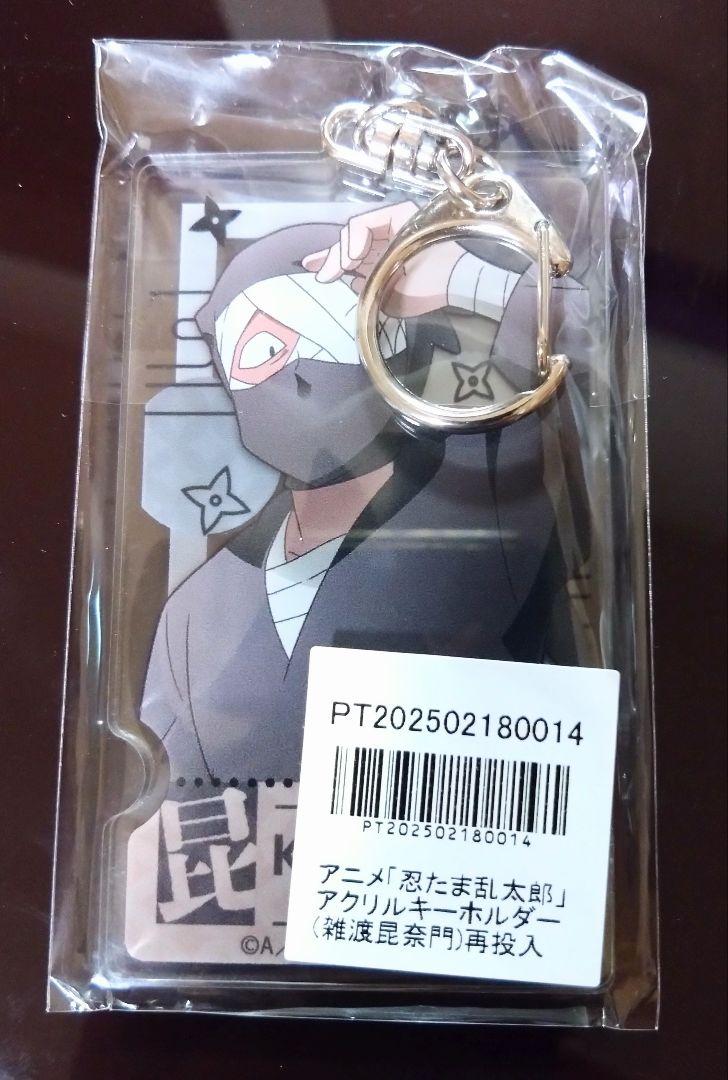 昆
K
©A/
PT202502180014
PT202502180014
アニメ「忍たま乱太郎」
アクリルキーホルダー
(雑渡昆奈門)再投入